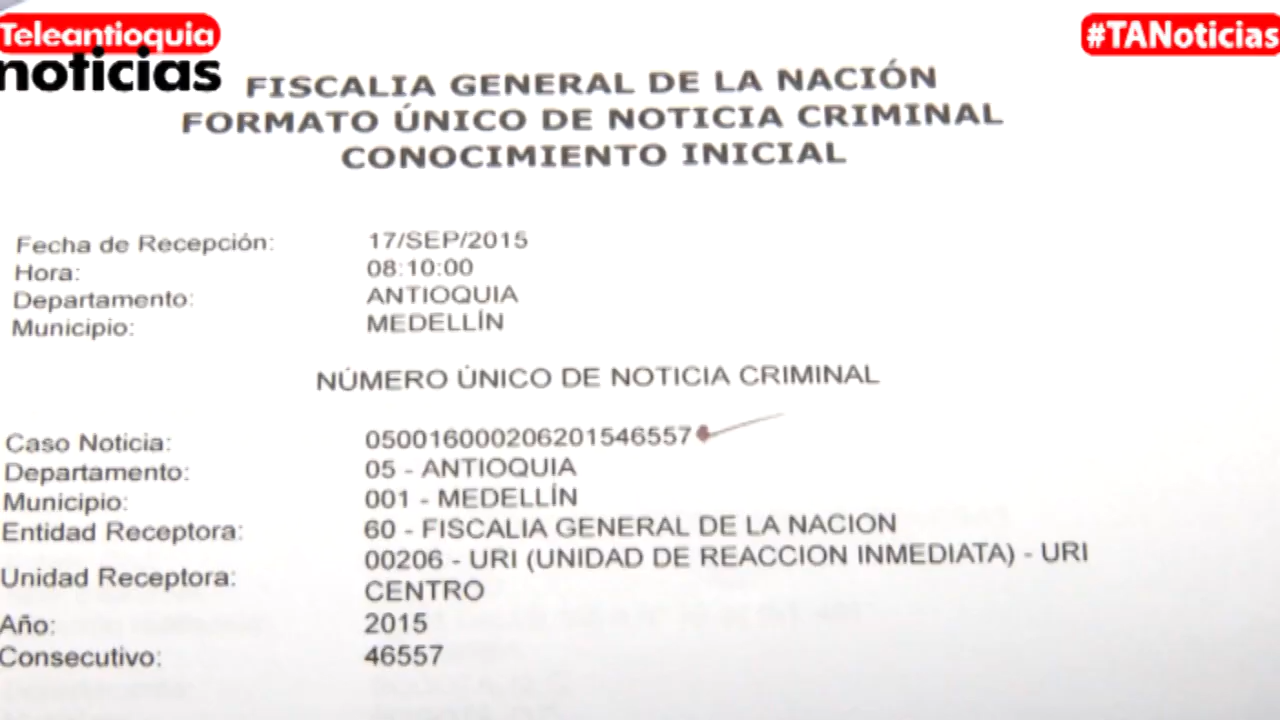 Teleantioquia
noticias
#TANoticias
FISCALIA GENERAL DE LA NACIÓN
FORMATO ÚNICO DE NOTICIA CRIMINAL
CONOCIMIENTO INICIAL
Fecha de Recepción: 17/SEP/2015
Hora: 08:10:00
Departamento: ANTIOQUIA
Municipio: MEDELLÍN
NÚMERO ÚNICO DE NOTICIA CRIMINAL
Caso Noticia: 050016000206201546557
Departamento: 05 - ANTIOQUIA
Municipio: 001 - MEDELLÍN
Entidad Receptora: 60 - FISCALIA GENERAL DE LA NACION
Unidad Receptora: 00206 - URI (UNIDAD DE REACCION INMEDIATA) - URI
CENTRO
Año: 2015
Consecutivo: 46557